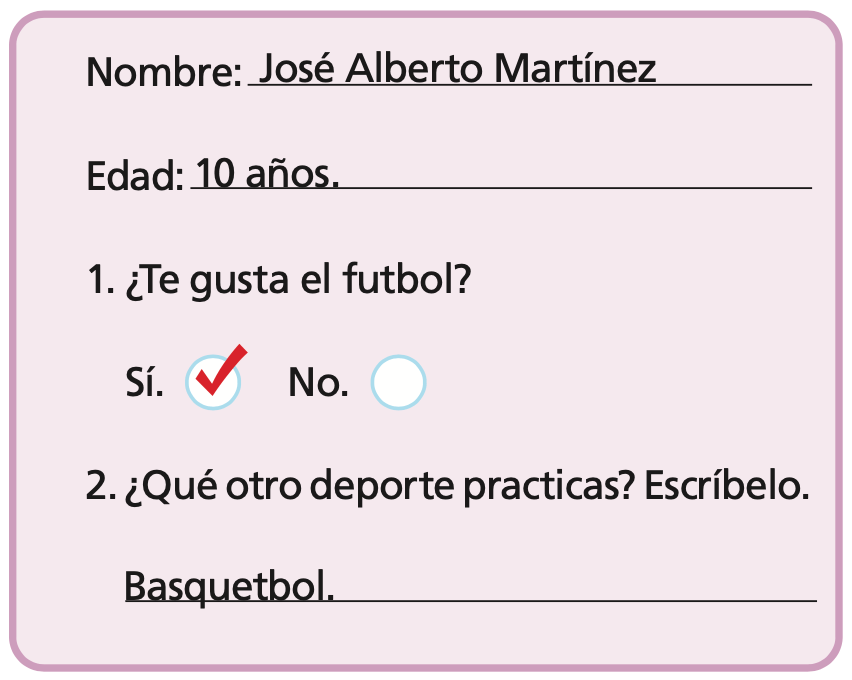 Nombre: José Alberto Martínez
Edad: 10 años.
1. ¿Te gusta el futbol?
Sí. No.
2. ¿Qué otro deporte practicas? Escríbelo.
Basquetbol.